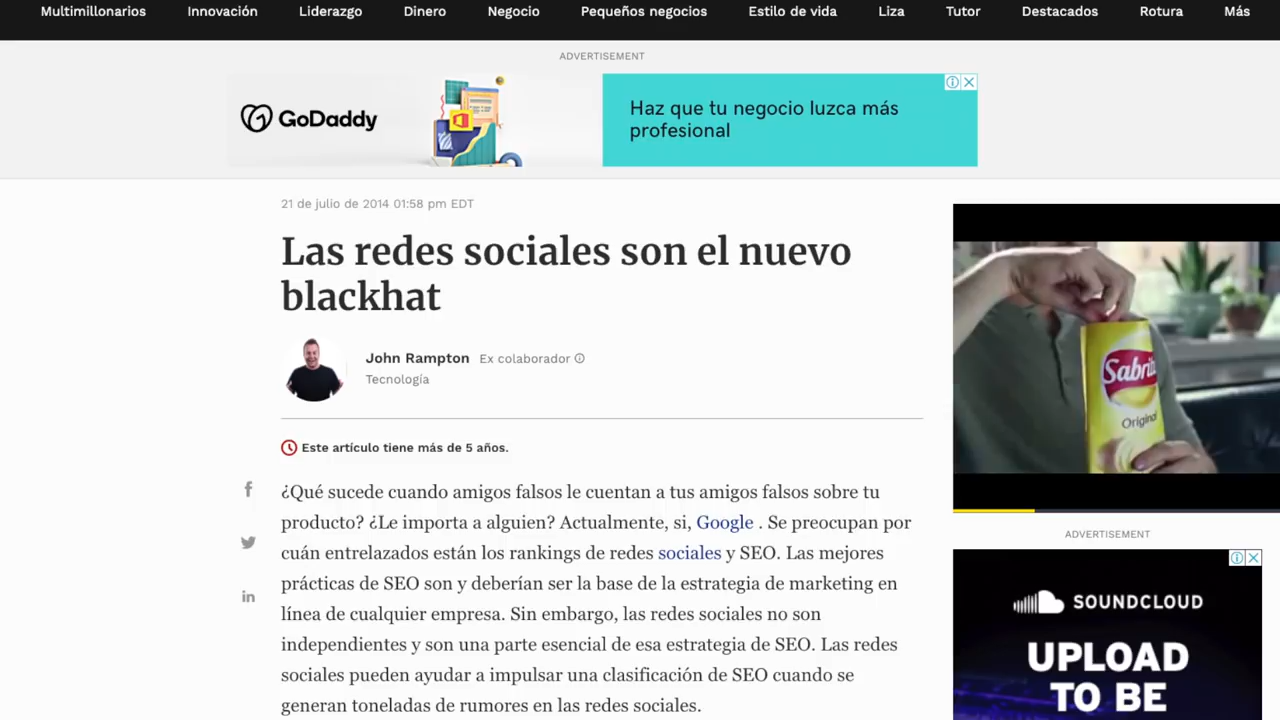 Multimillonarios Innovación Liderazgo Dinero Negocio Pequeños negocios Estilo de vida Liza Tutor Destacados Rotura Más
ADVERTISEMENT
GoDaddy
Haz que tu negocio luzca más
profesional
21 de julio de 2014 01:58 pm EDT
Las redes sociales son el nuevo
blackhat
John Rampton Ex colaborador
Tecnología
Este artículo tiene más de 5 años.
¿Qué sucede cuando amigos falsos le cuentan a tus amigos falsos sobre tu
producto? ¿Le importa a alguien? Actualmente, si, Google . Se preocupan por
cuán entrelazados están los rankings de redes sociales y SEO. Las mejores
prácticas de SEO son y deberían ser la base de la estrategia de marketing en
línea de cualquier empresa. Sin embargo, las redes sociales no son
independientes y son una parte esencial de esa estrategia de SEO. Las redes
sociales pueden ayudar a impulsar una clasificación de SEO cuando se
generan toneladas de rumores en las redes sociales.
Original
ADVERTISEMENT
SOUNDCLOUD
UPLOAD
TO BE